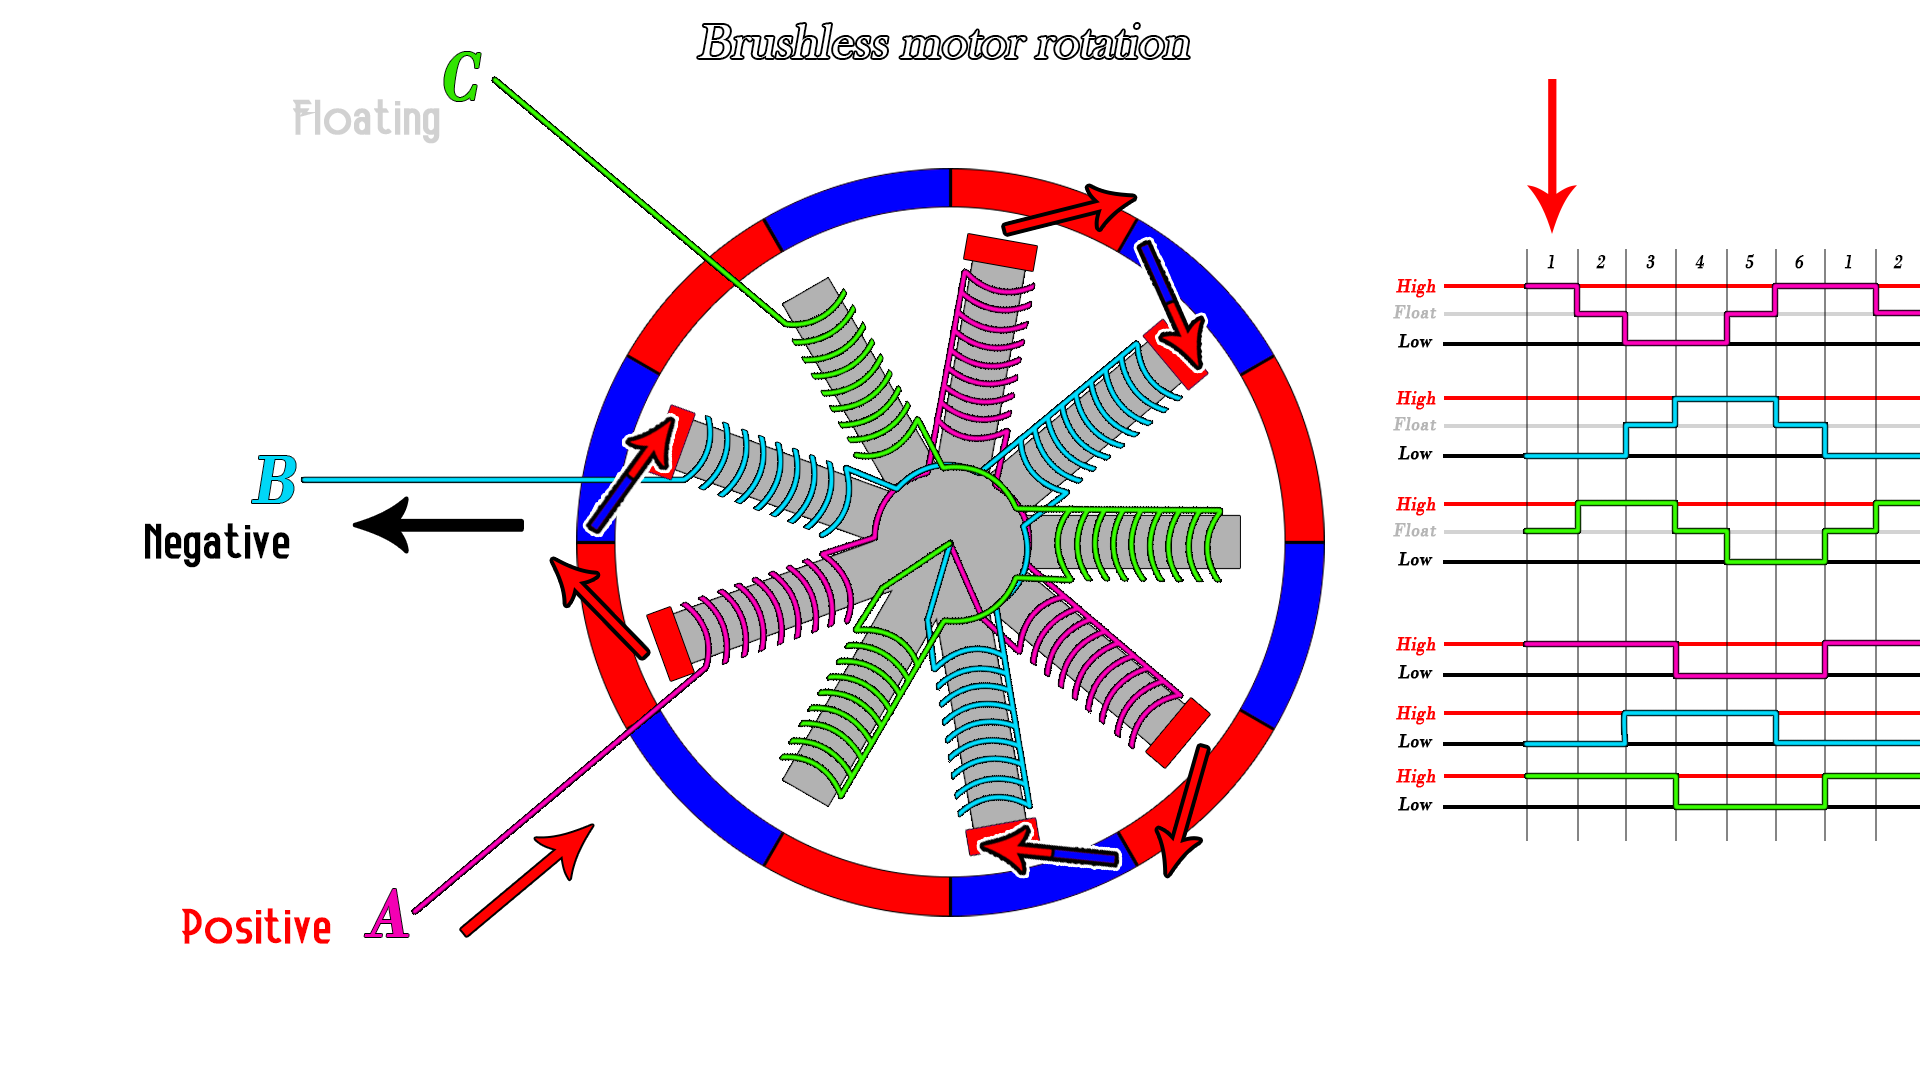 Brushless motor rotation
C
Floating
B
Negative
Positive A
1 2 3 4 5 6 1 2
High
Float
Low
High
Float
Low
High
Float
Low
High
Low
High
Low
High
Low